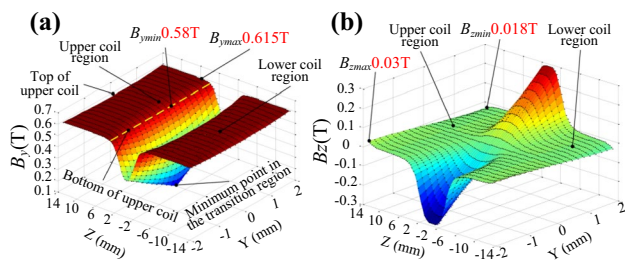 (a)
B_ymin 0.58T
B_ymax 0.615T
Upper coil
region
Top of
upper coil
Lower coil
region
0.7
0.6
0.5
0.4
0.3
0.2
0.1
B_y(T)
Bottom of upper coil
Minimum point in
the transition region
14 10 6 2 -2 -6 -10 -14
Z (mm)
-2 -1 0 1 2
Y (mm)
(b)
Upper coil
region
B_zmin 0.018T
Lower coil
region
B_zmax 0.03T
0.3
0.2
0.1
0
-0.1
-0.2
-0.3
Bz(T)
14 10 6 2 -2 -6 -10 -14
Z (mm)
-2 -1 0 1 2
Y (mm)